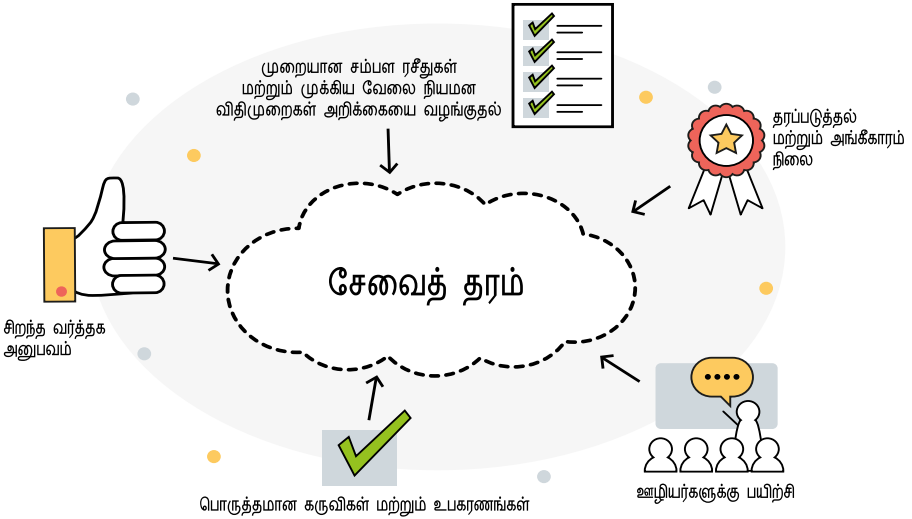 முறையான சம்பள ரசீதுகள்
மற்றும் முக்கிய வேலை நியமன
விதிமுறைகள் அறிக்கையை வழங்குதல்
தரப்படுத்தல்
மற்றும் அங்கீகாரம்
நிலை
சேவைத் தரம்
சிறந்த வர்த்தக
அனுபவம்
ஊழியர்களுக்கு பயிற்சி
பொருத்தமான கருவிகள் மற்றும் உபகரணங்கள்